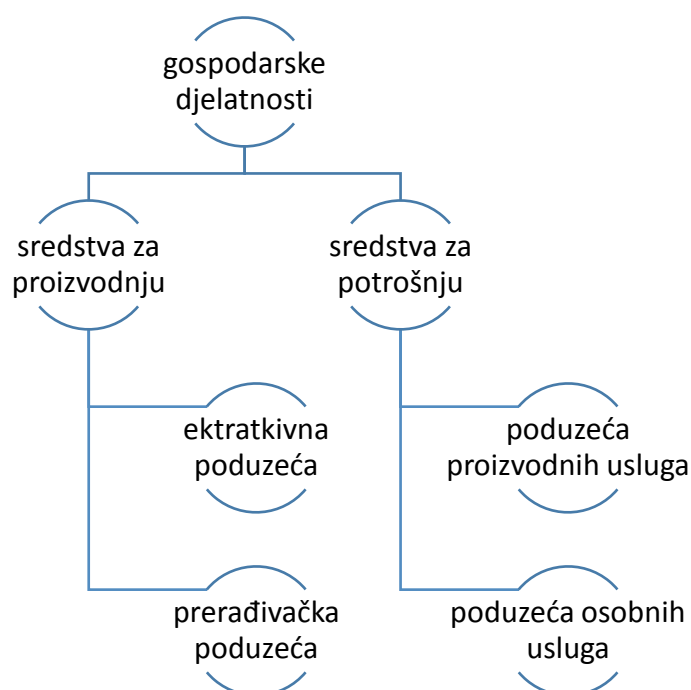 gospodarske
djelatnosti
sredstva za
proizvodnju
sredstva za
potrošnju
ektratkivna
poduzeća
poduzeća
proizvodnih usluga
prerađivačka
poduzeća
poduzeća osobnih
usluga